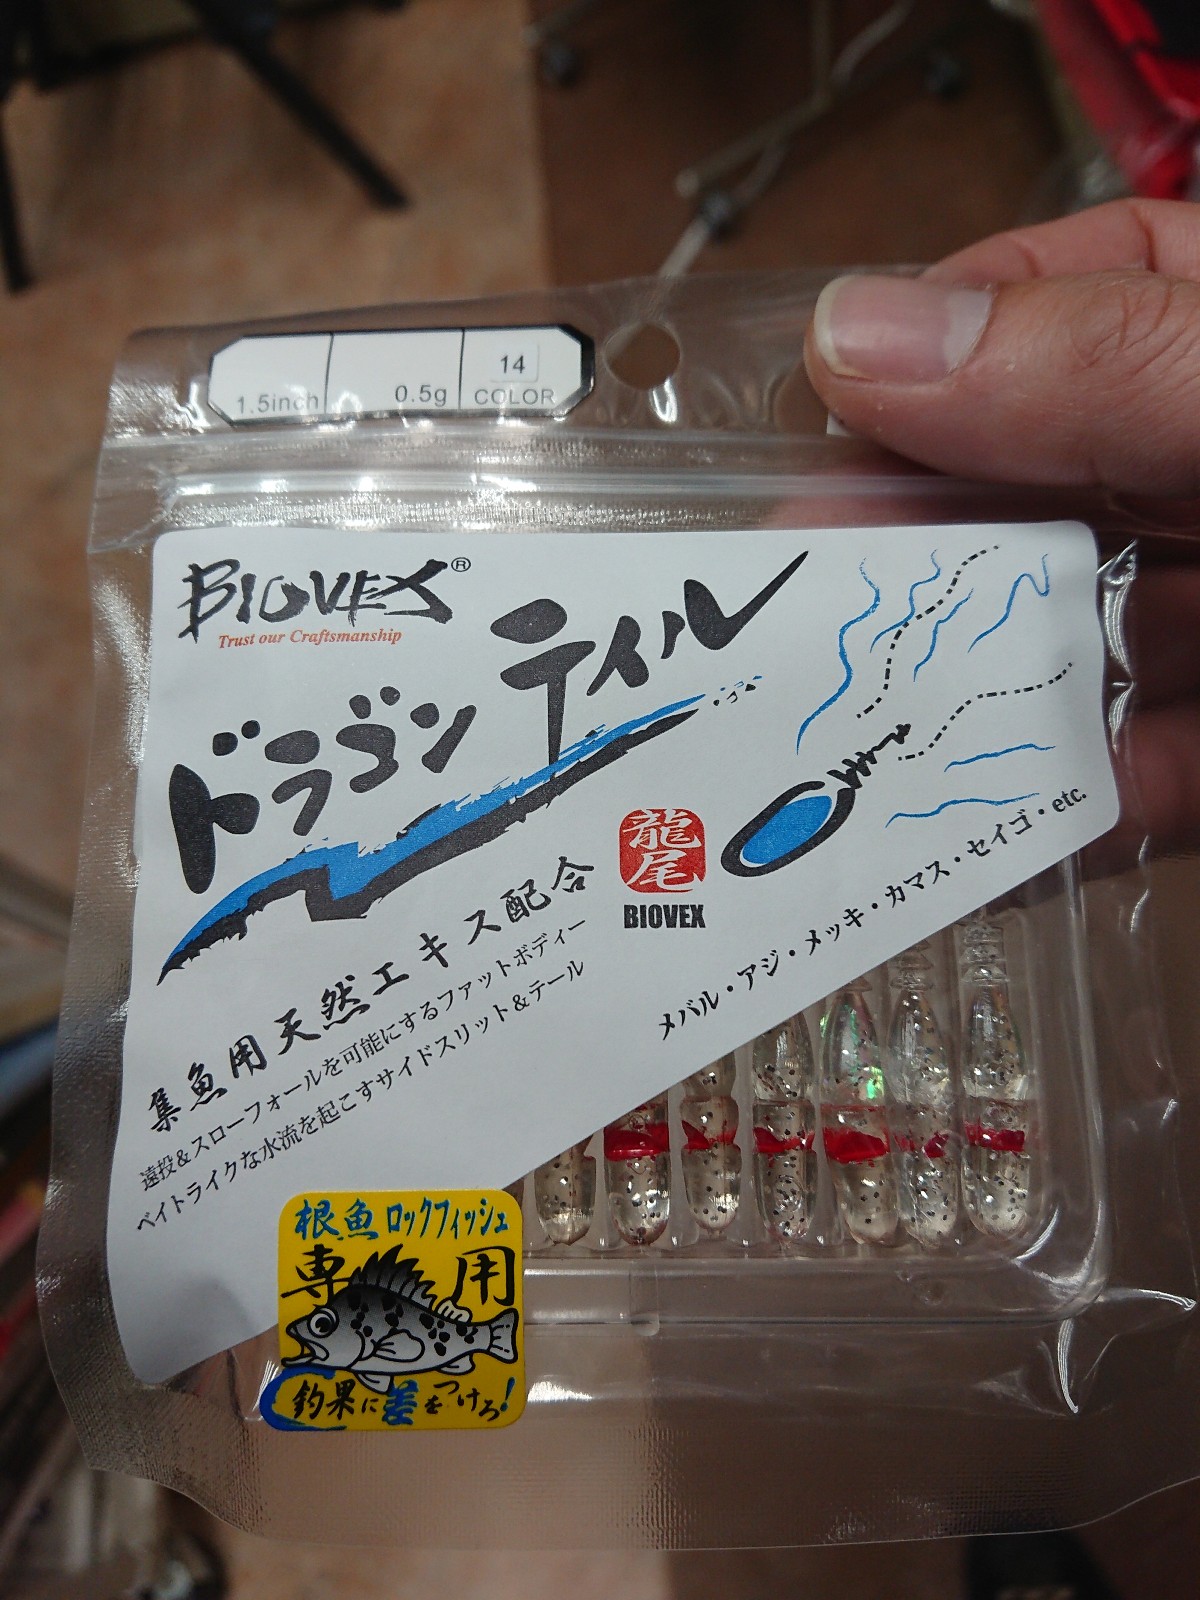 1.5inch 0.5g 14 COLOR
BIOVEX®
Trust our Craftsmanship
ドラゴンテイル
龍尾
BIOVEX
集魚用天然エキス配合
遠投&スローフォールを可能にするファットボディー
ベイトライクな水流を起こすサイドスリット&テール
メバル・アジ・メッキ・カマス・セイゴ・etc.
根魚ロックフィッシュ
専用
釣果に差をつけろ!